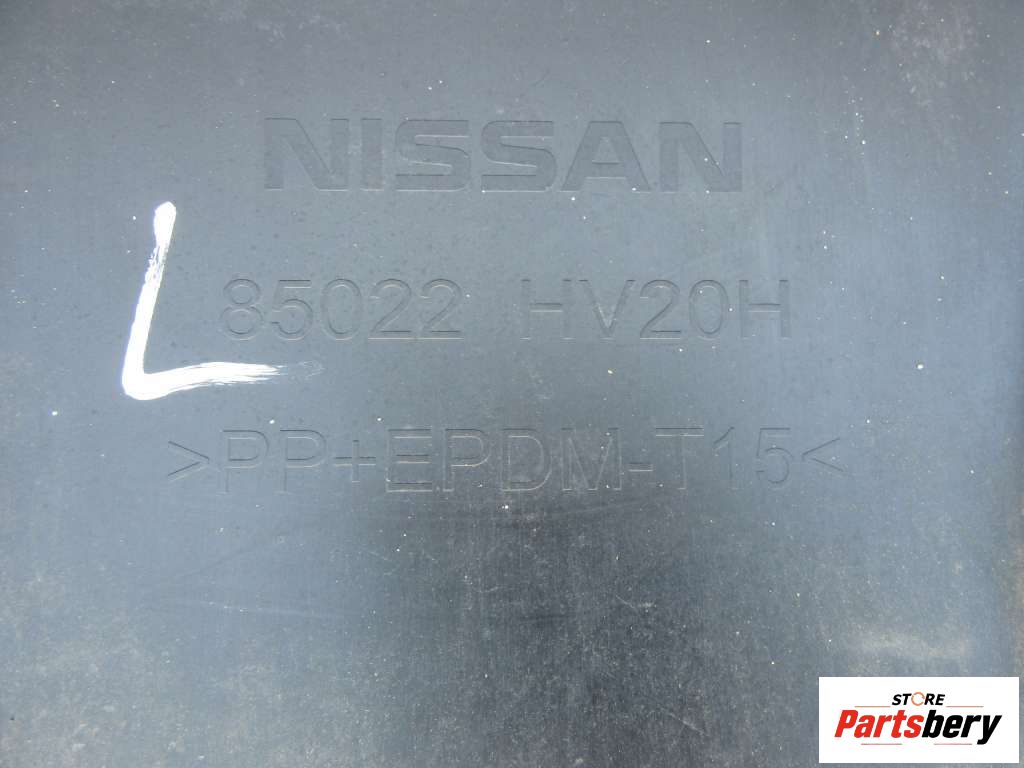 NISSAN
L
85022 HV20H
>PP+EPDM-T15<
STORE
Partsbery